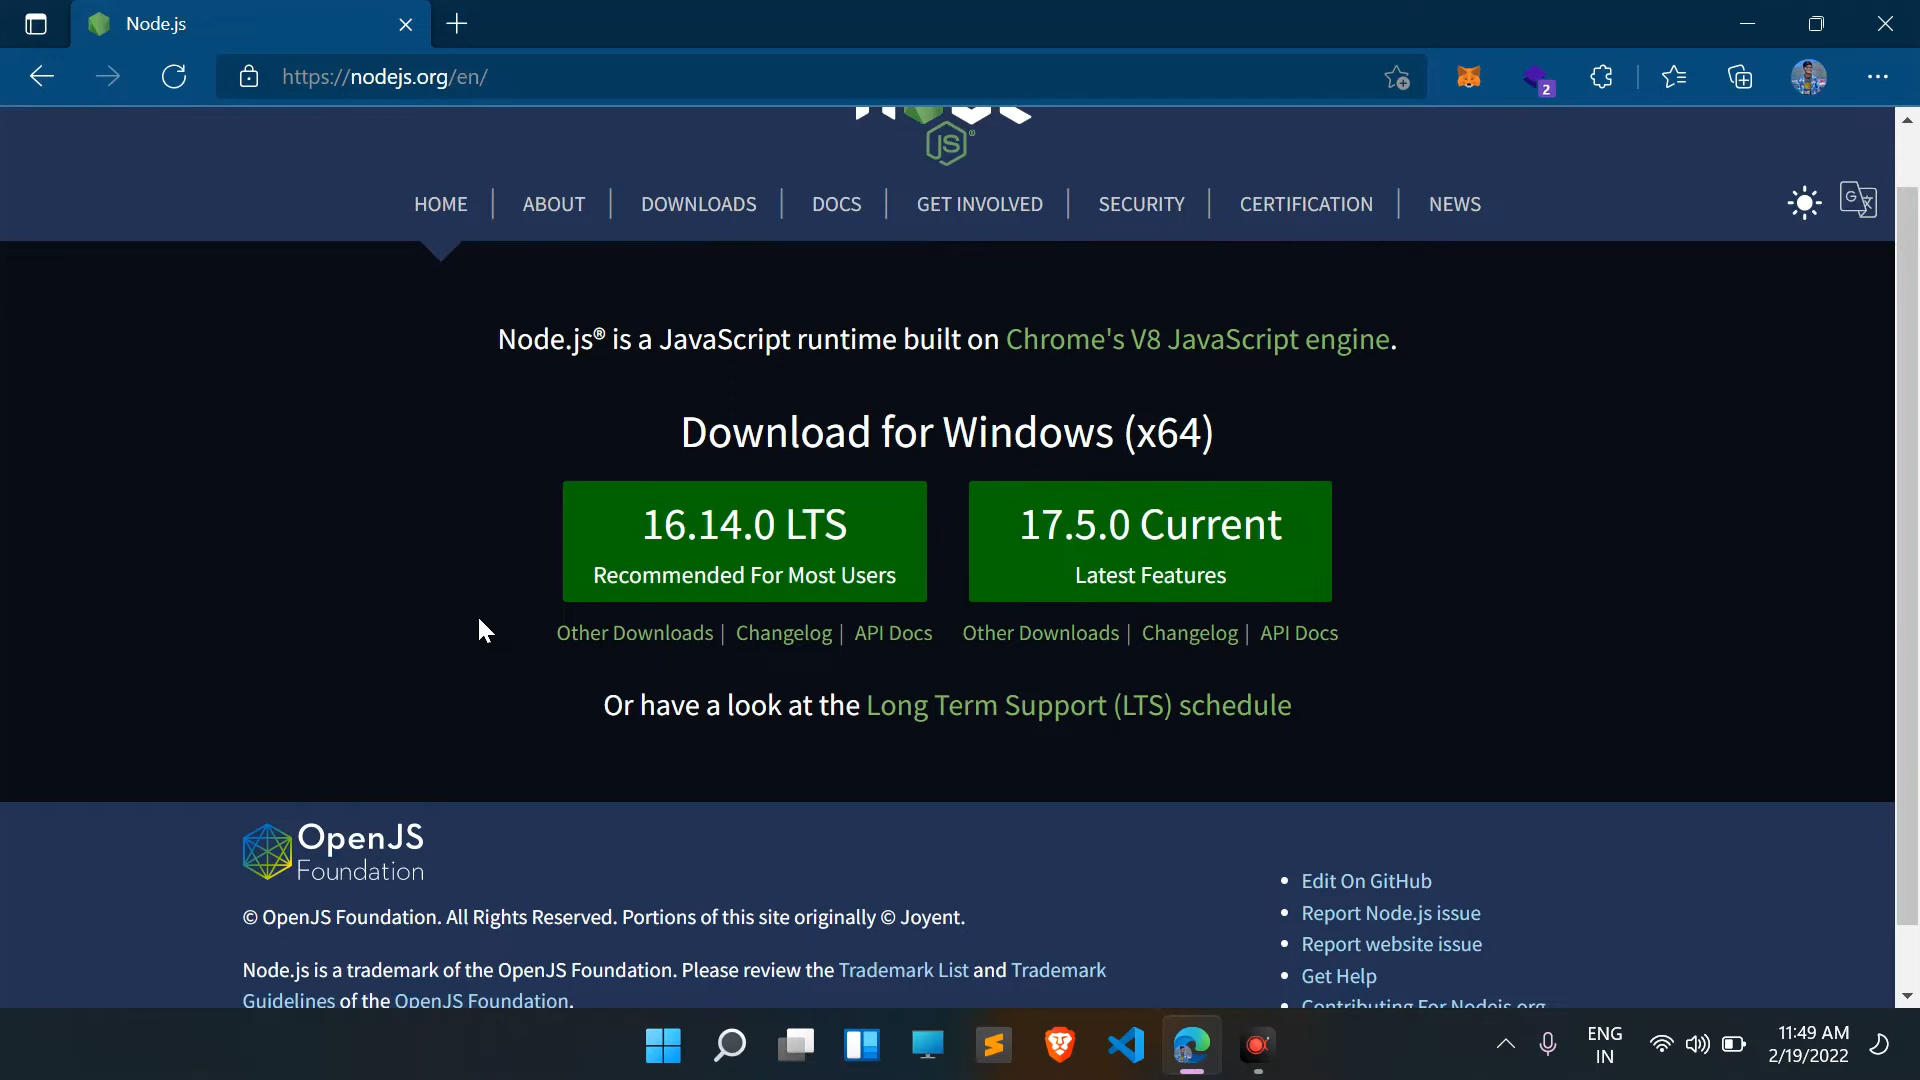 Node.js
https://nodejs.org/en/
2
JS
HOME
ABOUT
DOWNLOADS
DOCS
GET INVOLVED
SECURITY
CERTIFICATION
NEWS
Node.js® is a JavaScript runtime built on Chrome's V8 JavaScript engine.
Download for Windows (x64)
16.14.0 LTS
Recommended For Most Users
17.5.0 Current
Latest Features
Other Downloads | Changelog | API Docs
Other Downloads | Changelog | API Docs
Or have a look at the Long Term Support (LTS) schedule
OpenJS
Foundation
© OpenJS Foundation. All Rights Reserved. Portions of this site originally © Joyent.
Node.js is a trademark of the OpenJS Foundation. Please review the Trademark List and Trademark
Guidelines of the OpenJS Foundation.
Edit On GitHub
Report Node.js issue
Report website issue
Get Help
Contributing For Nodejs.org
ENG
IN
11:49 AM
2/19/2022